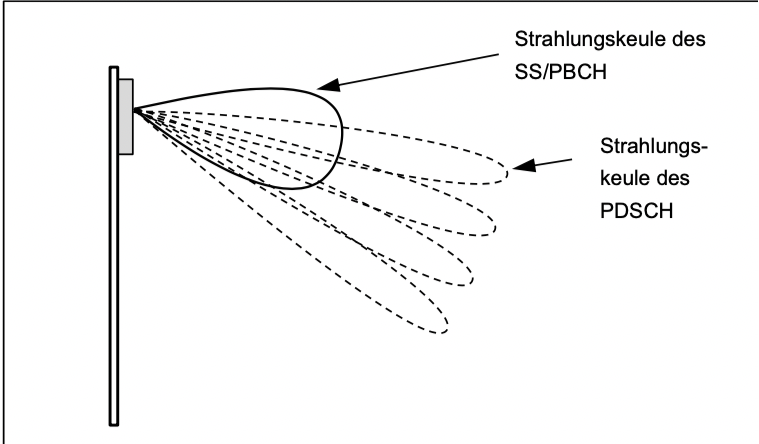 Strahlungskeule des
SS/PBCH
Strahlungs-
keule des
PDSCH